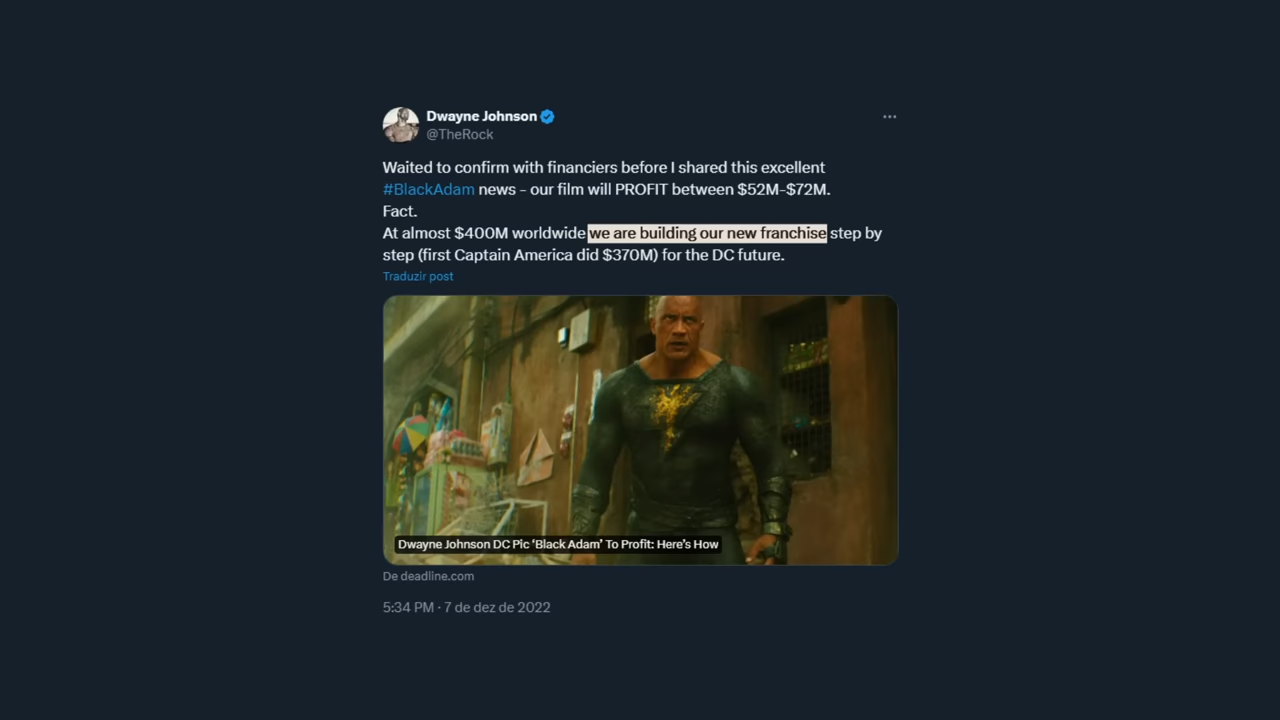 Dwayne Johnson
@TheRock
Waited to confirm with financiers before I shared this excellent
#BlackAdam news - our film will PROFIT between $52M-$72M.
Fact.
At almost $400M worldwide we are building our new franchise step by
step (first Captain America did $370M) for the DC future.
Traduzir post
Dwayne Johnson DC Pic ‘Black Adam’ To Profit: Here’s How
De deadline.com
5:34 PM · 7 de dez de 2022